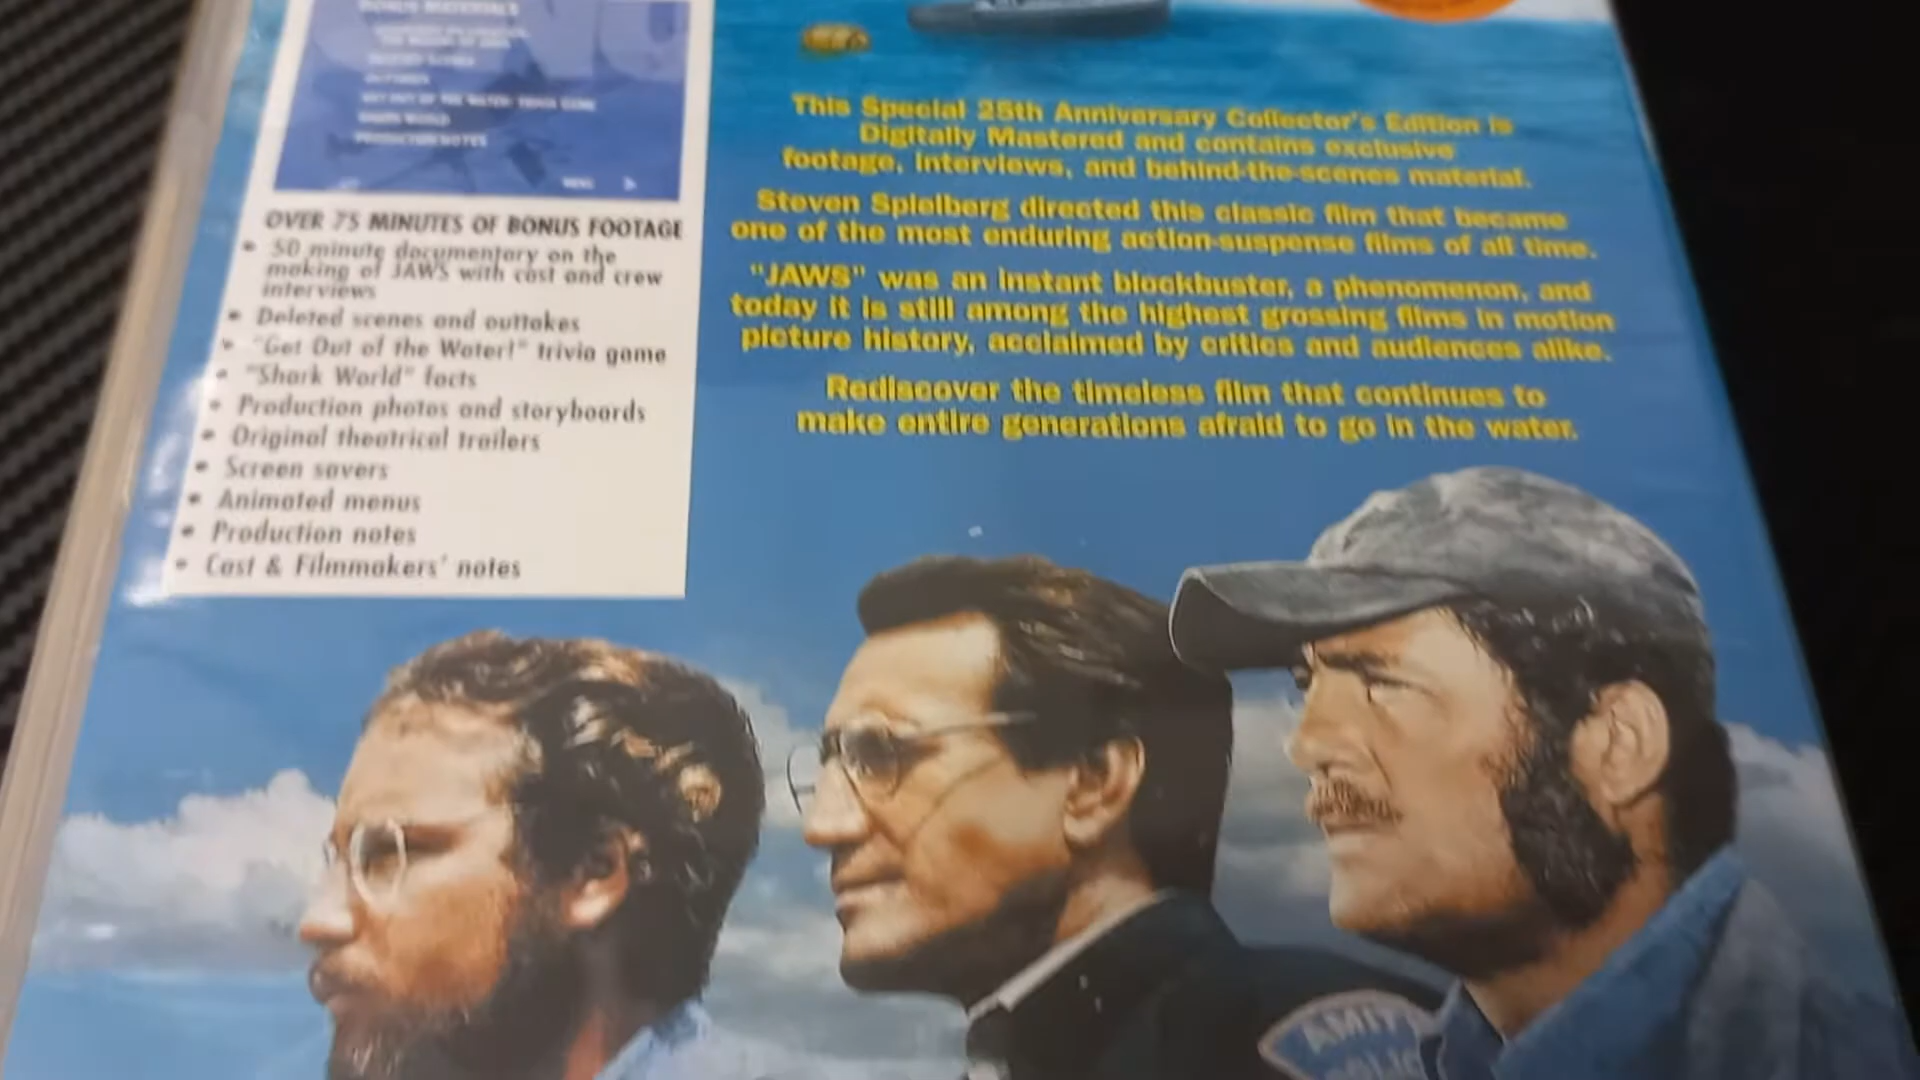 BONUS MATERIALS
PRODUCTION NOTES
OVER 75 MINUTES OF BONUS FOOTAGE
• 50 minute documentary on the
making of JAWS with cast and crew
interviews
• Deleted scenes and outtakes
• "Get Out of the Water!" trivia game
• "Shark World" facts
• Production photos and storyboards
• Original theatrical trailers
• Screen savers
• Animated menus
• Production notes
• Cast & Filmmakers' notes
This Special 25th Anniversary Collector's Edition is
Digitally Mastered and contains exclusive
footage, interviews, and behind-the-scenes material.
Steven Spielberg directed this classic film that became
one of the most enduring action-suspense films of all time.
"JAWS" was an instant blockbuster, a phenomenon, and
today it is still among the highest grossing films in motion
picture history, acclaimed by critics and audiences alike.
Rediscover the timeless film that continues to
make entire generations afraid to go in the water.
AMITY